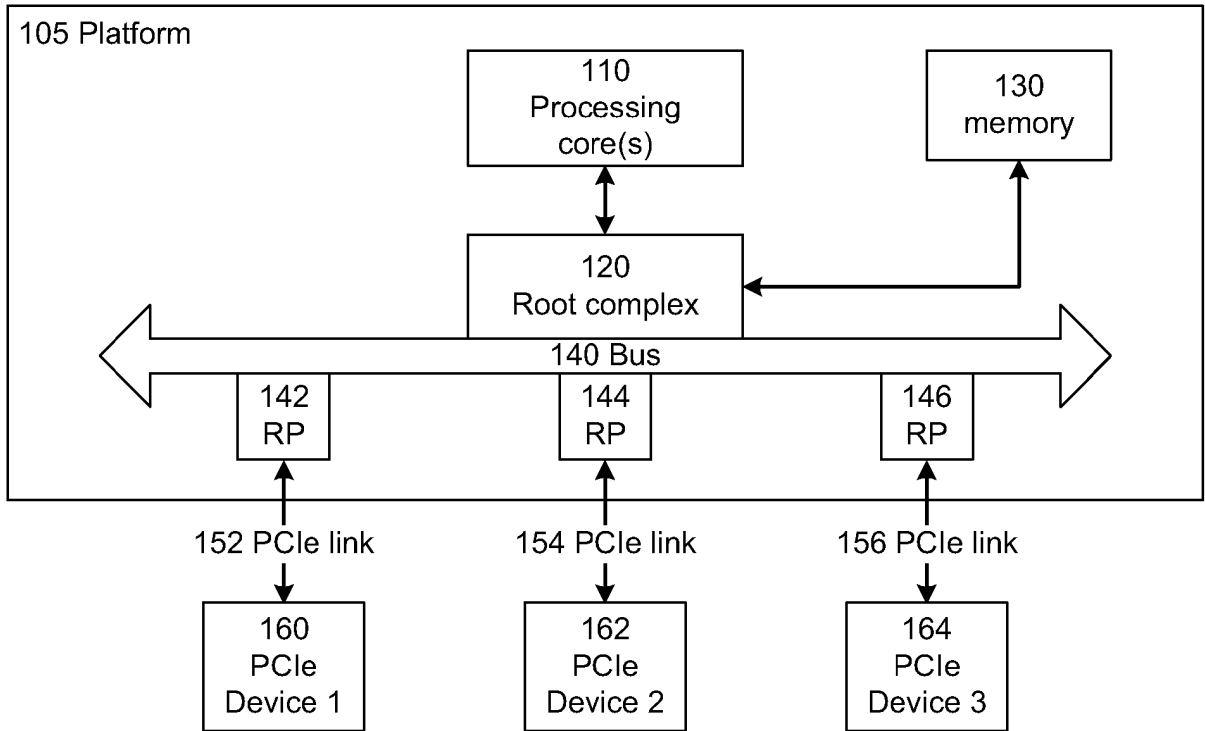 105 Platform
110
Processing
core(s)
130
memory
120
Root complex
140 Bus
142
RP
144
RP
146
RP
152 PCIe link
154 PCIe link
156 PCIe link
160
PCIe
Device 1
162
PCIe
Device 2
164
PCIe
Device 3